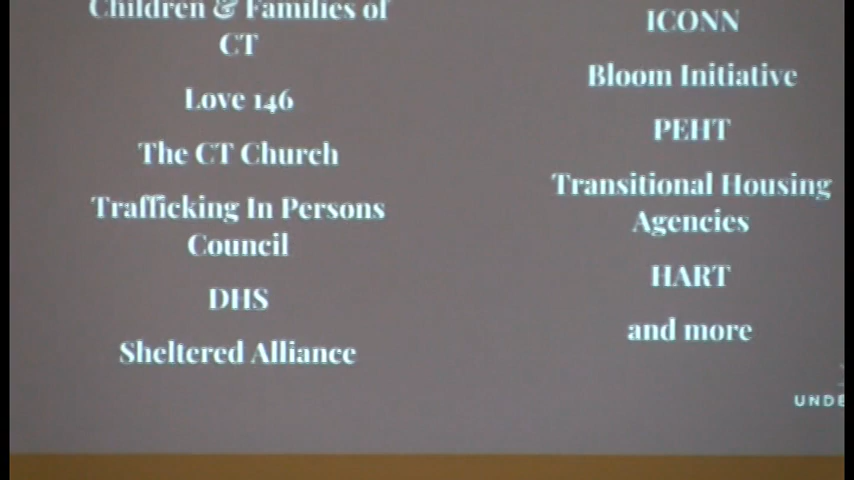 Children & Families of
CT
Love 146
The CT Church
Trafficking In Persons
Council
DHS
Sheltered Alliance
ICONN
Bloom Initiative
PEHT
Transitional Housing
Agencies
HART
and more
UNDE